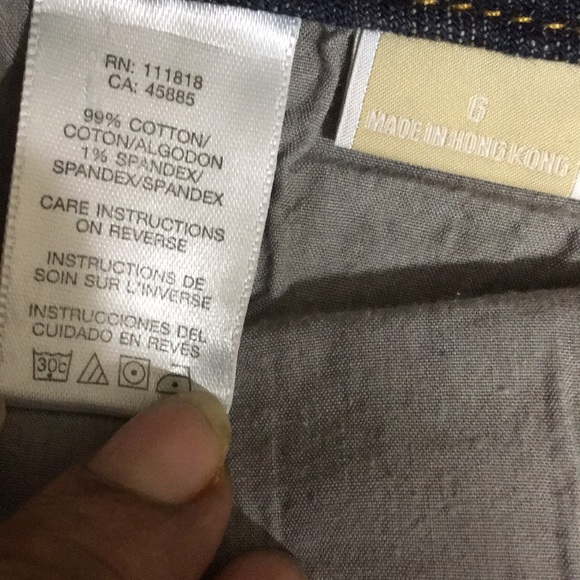 RN: 111818
CA: 45885
99% COTTON/
COTON/ALGODON
1% SPANDEX/
SPANDEX/SPANDEX
CARE INSTRUCTIONS
ON REVERSE
INSTRUCTIONS DE
SOIN SUR L'INVERSE
INSTRUCCIONES DEL
CUIDADO EN REVES
30c
6
MADE IN HONG KONG